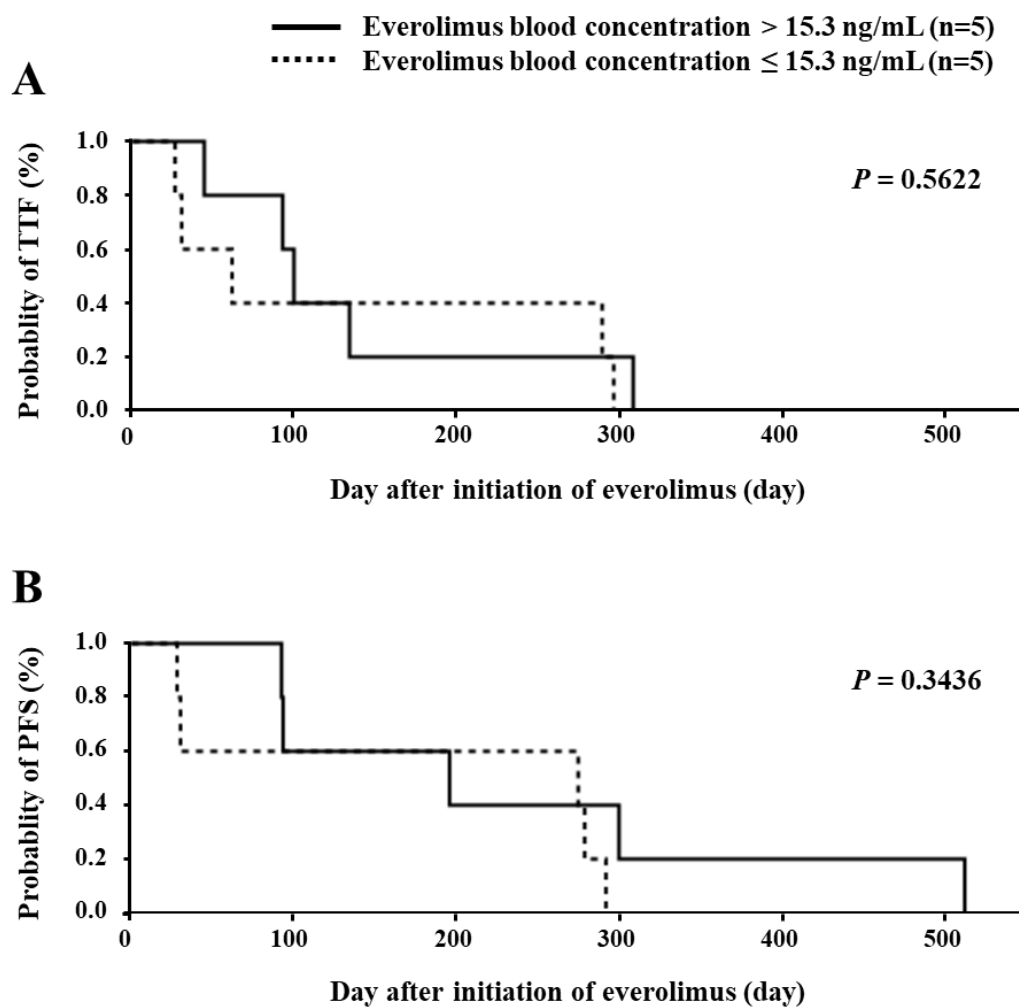 Everolimus blood concentration > 15.3 ng/mL (n=5)
Everolimus blood concentration ≤ 15.3 ng/mL (n=5)
A
Probablity of TTF (%)
1.0
0.8
0.6
0.4
0.2
0.0
P = 0.5622
0 100 200 300 400 500
Day after initiation of everolimus (day)
B
Probablity of PFS (%)
1.0
0.8
0.6
0.4
0.2
0.0
P = 0.3436
0 100 200 300 400 500
Day after initiation of everolimus (day)